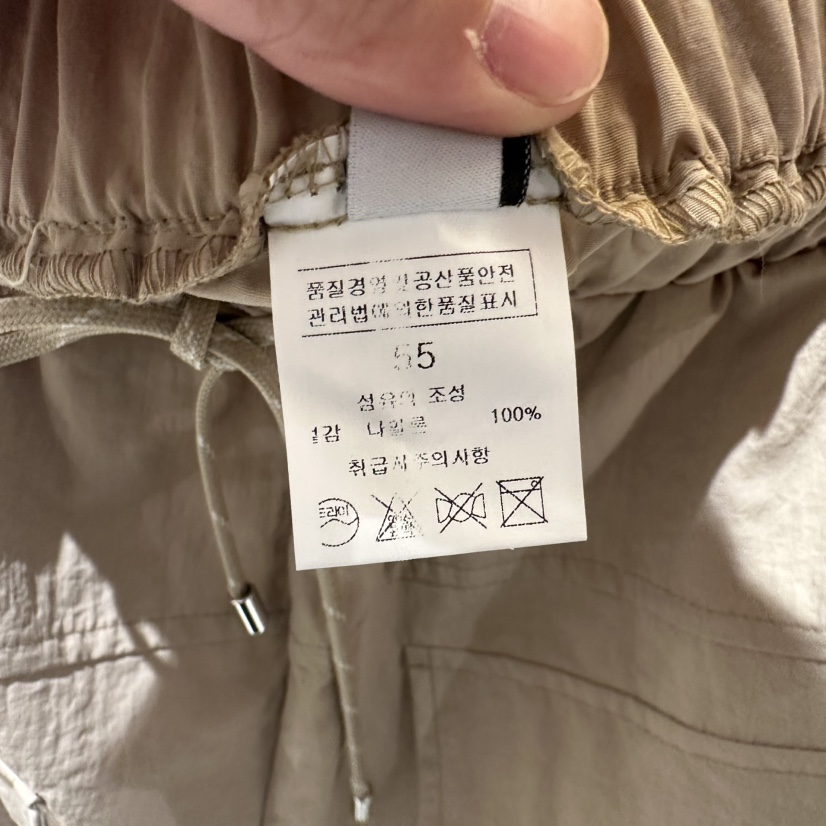 품질경영 및 공산품안전
관리법에의한품질표시
55
섬유의 조성
1감 나일론 100%
취급시주의사항
드라이